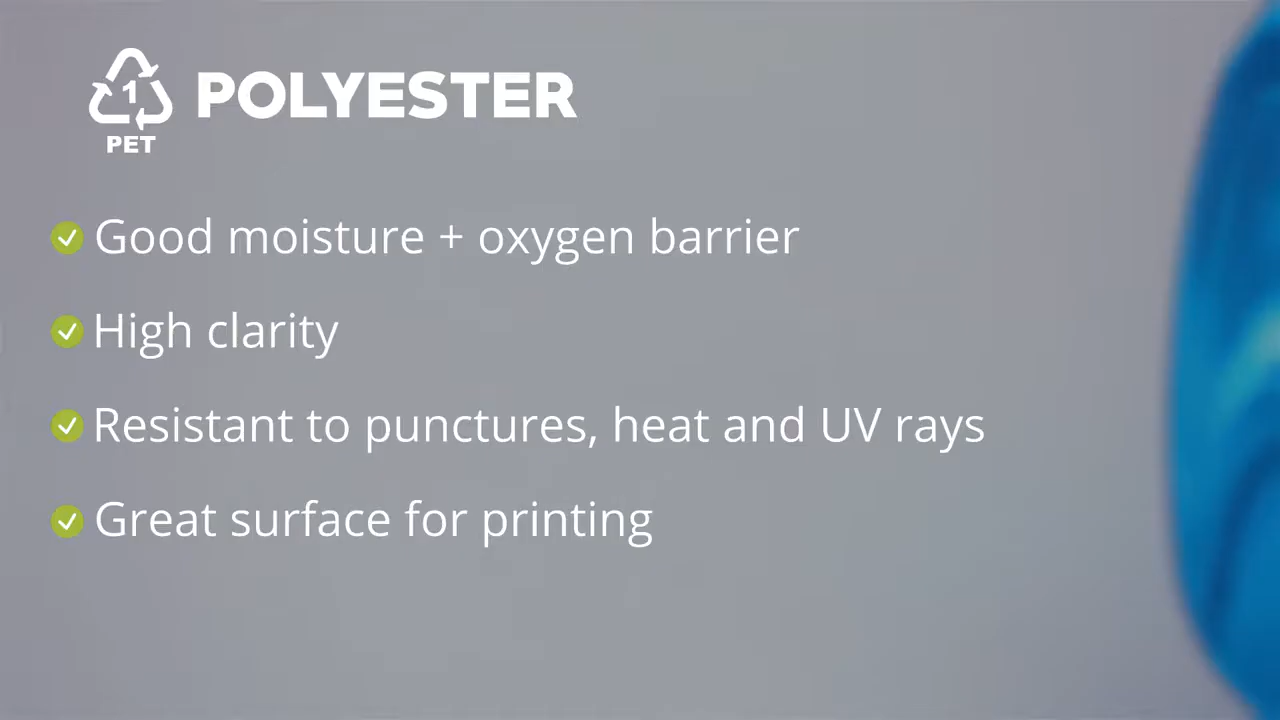 1
PET
POLYESTER
Good moisture + oxygen barrier
High clarity
Resistant to punctures, heat and UV rays
Great surface for printing